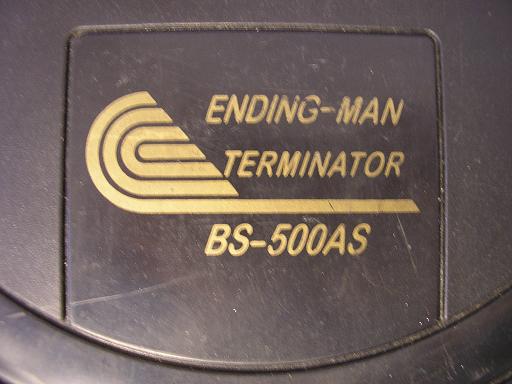 ENDING-MAN
TERMINATOR
BS-500AS